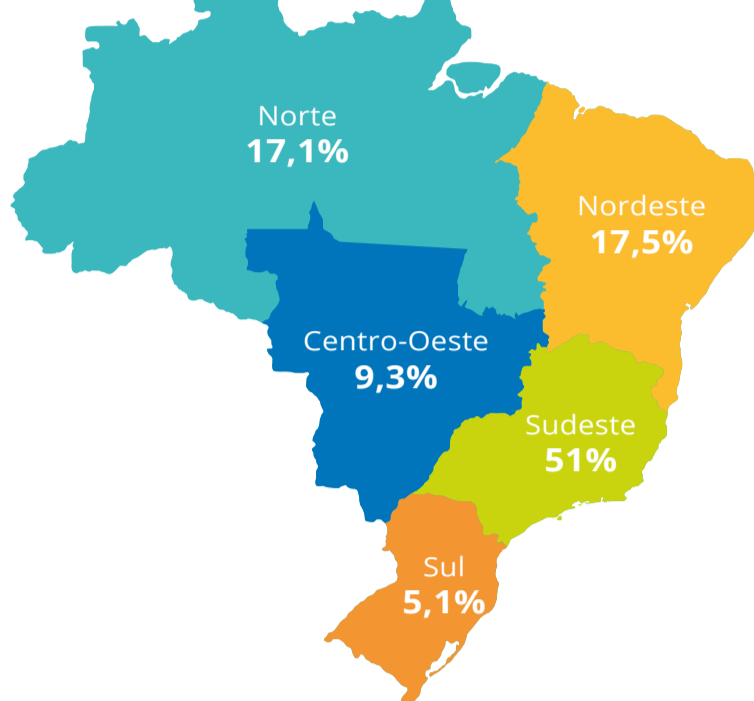 Norte
17,1%
Nordeste
17,5%
Centro-Oeste
9,3%
Sudeste
51%
Sul
5,1%